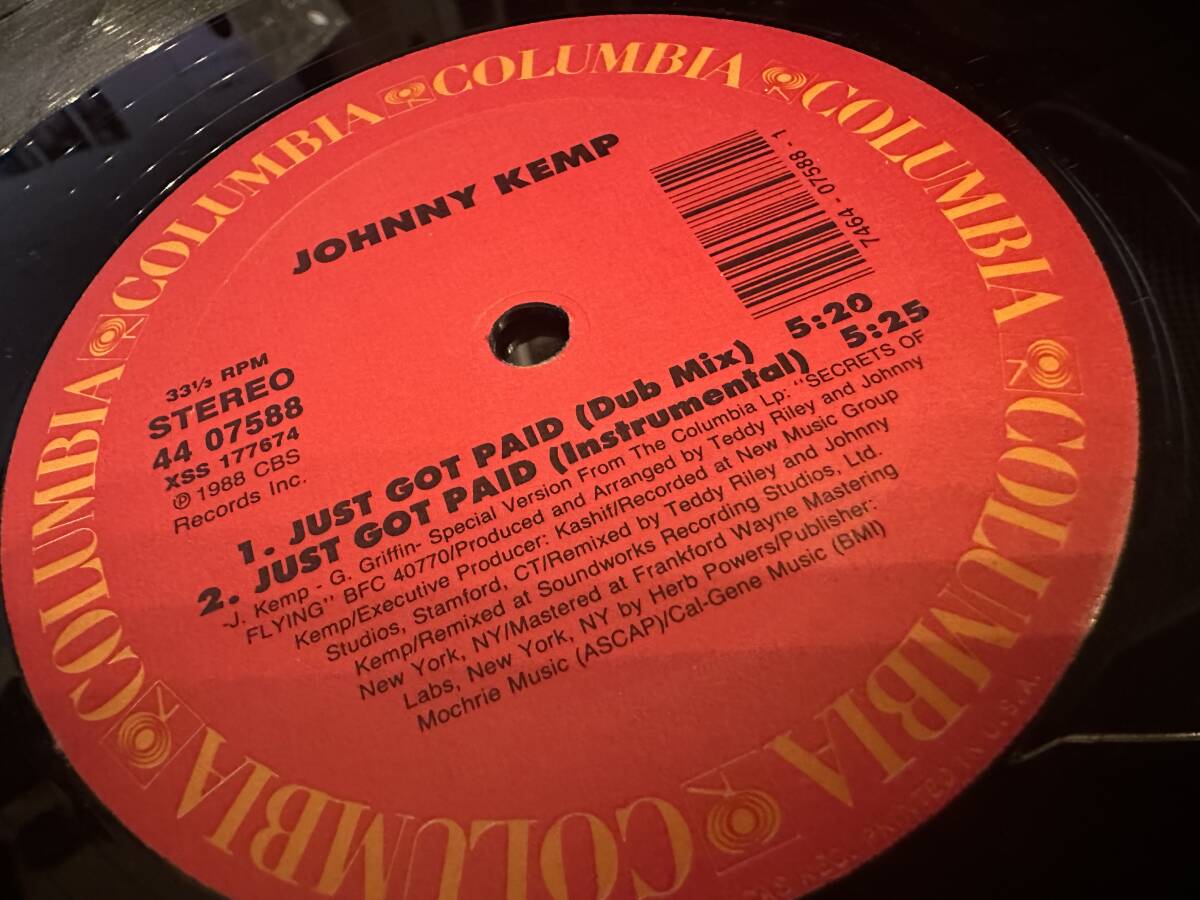 COLUMBIA COLUMBIA COLUMBIA COLUMBIA COLUMBIA COLUMBIA COLUMBIA COLUMBIA
JOHNNY KEMP
7464 - 07588 - 1
33⅓ RPM
STEREO
44 07588
XSS 177674
℗ 1988 CBS
Records Inc.
1. JUST GOT PAID (Dub Mix) 5:20
2. JUST GOT PAID (Instrumental) 5:25
-J. Kemp - G. Griffin- Special Version From The Columbia Lp: "SECRETS OF
FLYING" BFC 40770/Produced and Arranged by Teddy Riley and Johnny
Kemp/Executive Producer: Kashif/Recorded at New Music Group
Studios, Stamford, CT/Remixed by Teddy Riley and Johnny
Kemp/Remixed at Soundworks Recording Studios, Ltd.
New York, NY/Mastered at Frankford Wayne Mastering
Labs, New York, NY by Herb Powers/Publisher:
Mochrie Music (ASCAP)/Cal-Gene Music (BMI)
PRINTED IN U.S.A.